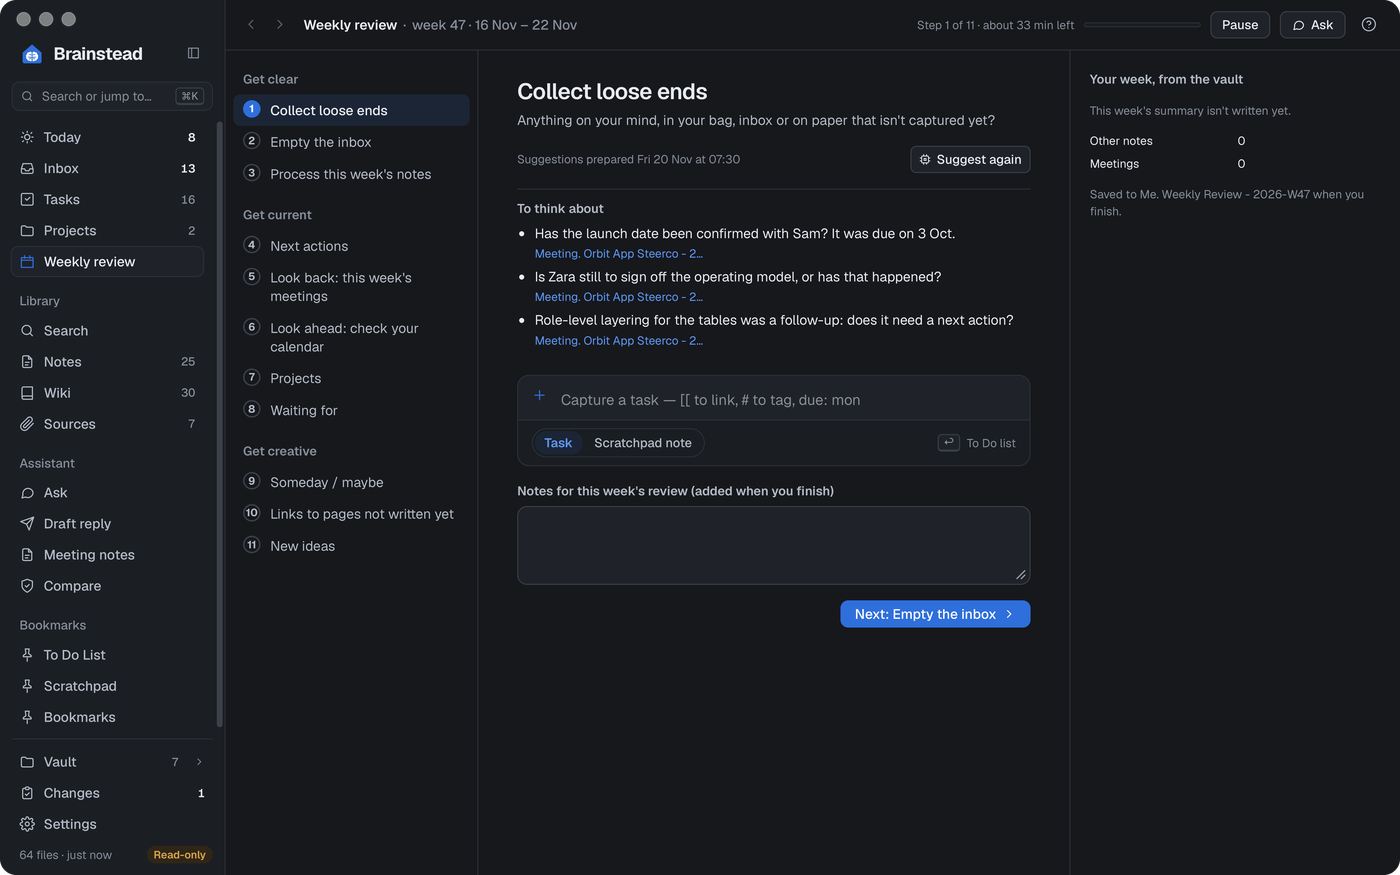 Brainstead
Search or jump to... ⌘K
Today 8
Inbox 13
Tasks 16
Projects 2
Weekly review
Library
Search
Notes 25
Wiki 30
Sources 7
Assistant
Ask
Draft reply
Meeting notes
Compare
Bookmarks
To Do List
Scratchpad
Bookmarks
Vault 7
Changes 1
Settings
64 files · just now Read-only
Weekly review · week 47 · 16 Nov – 22 Nov
Step 1 of 11 · about 33 min left
Pause
Ask
Get clear
1 Collect loose ends
2 Empty the inbox
3 Process this week's notes
Get current
4 Next actions
5 Look back: this week's
meetings
6 Look ahead: check your
calendar
7 Projects
8 Waiting for
Get creative
9 Someday / maybe
10 Links to pages not written yet
11 New ideas
Collect loose ends
Anything on your mind, in your bag, inbox or on paper that isn't captured yet?
Suggestions prepared Fri 20 Nov at 07:30
Suggest again
To think about
• Has the launch date been confirmed with Sam? It was due on 3 Oct.
Meeting. Orbit App Steerco - 2...
• Is Zara still to sign off the operating model, or has that happened?
Meeting. Orbit App Steerco - 2...
• Role-level layering for the tables was a follow-up: does it need a next action?
Meeting. Orbit App Steerco - 2...
+ Capture a task — [[ to link, # to tag, due: mon
Task Scratchpad note To Do list
Notes for this week's review (added when you finish)
Next: Empty the inbox
Your week, from the vault
This week's summary isn't written yet.
Other notes 0
Meetings 0
Saved to Me. Weekly Review - 2026-W47 when you
finish.